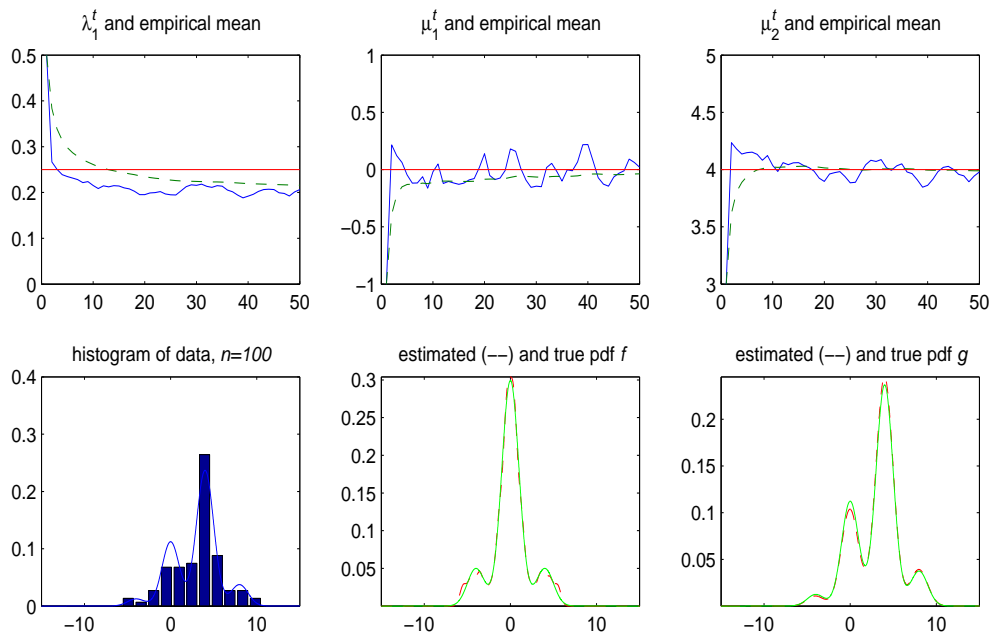 λ₁ᵗ and empirical mean
μ₁ᵗ and empirical mean
μ₂ᵗ and empirical mean
0.5
0.4
0.3
0.2
0.1
0
0 10 20 30 40 50
1
0.5
0
−0.5
−1
0 10 20 30 40 50
5
4.5
4
3.5
3
0 10 20 30 40 50
histogram of data, n=100
estimated (−−) and true pdf f
estimated (−−) and true pdf g
0.4
0.3
0.2
0.1
0
−10 0 10
0.3
0.25
0.2
0.15
0.1
0.05
−10 0 10
0.2
0.15
0.1
0.05
−10 0 10